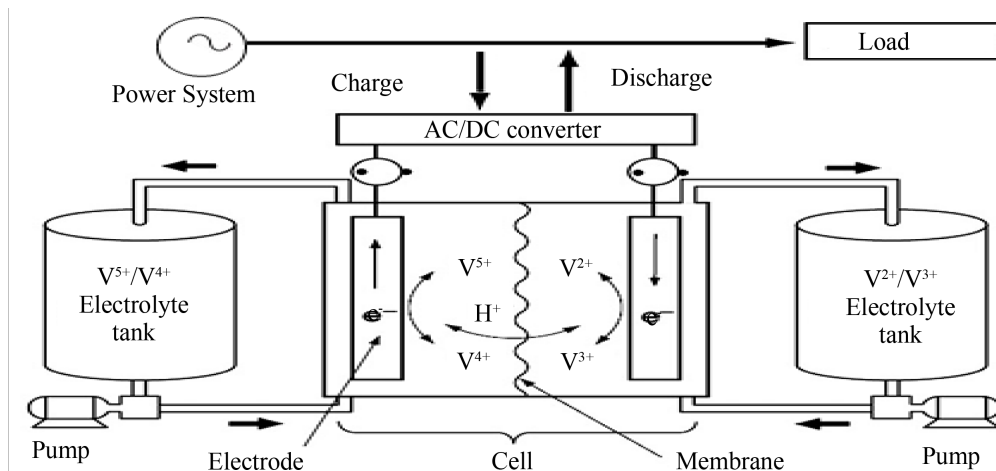 Power System
Load
Charge
Discharge
AC/DC converter
V⁵⁺/V⁴⁺
Electrolyte
tank
V⁵⁺
V²⁺
H⁺
e⁻
e⁻
V⁴⁺
V³⁺
V²⁺/V³⁺
Electrolyte
tank
Pump
Electrode
Cell
Membrane
Pump